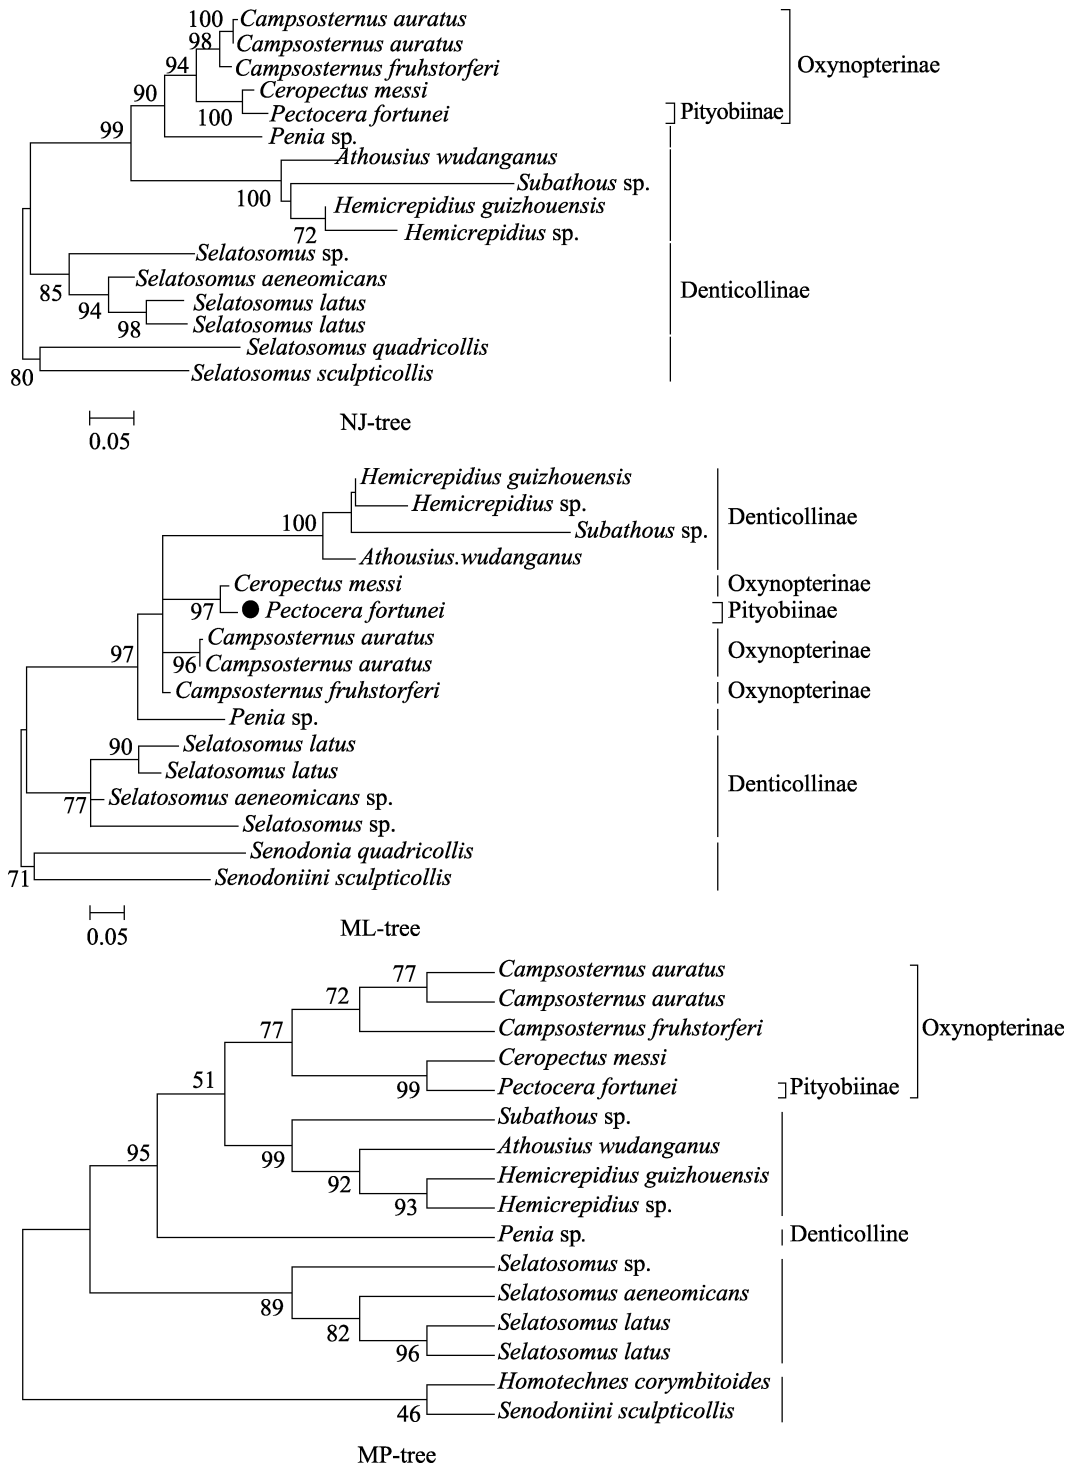 100 Campsosternus auratus
98 Campsosternus auratus
94 Campsosternus fruhstorferi
Oxynopterinae
90 Ceropectus messi
100 Pectocera fortunei
Pityobiinae
99 Penia sp.
Athousius wudanganus
100 Subathous sp.
Hemicrepidius guizhouensis
72 Hemicrepidius sp.
Selatosomus sp.
85 Selatosomus aeneomicans
94 Selatosomus latus
Denticollinae
98 Selatosomus latus
Selatosomus quadricollis
80 Selatosomus sculpticollis
0.05
NJ-tree
Hemicrepidius guizhouensis
Hemicrepidius sp.
100 Subathous sp.
Denticollinae
Athousius.wudanganus
Ceropectus messi Oxynopterinae
97 Pectocera fortunei Pityobiinae
Campsosternus auratus
97 96 Campsosternus auratus
Oxynopterinae
Campsosternus fruhstorferi Oxynopterinae
Penia sp.
90 Selatosomus latus
Selatosomus latus
Denticollinae
77 Selatosomus aeneomicans sp.
Selatosomus sp.
Senodonia quadricollis
71 Senodoniini sculpticollis
0.05
ML-tree
77 Campsosternus auratus
72 Campsosternus auratus
77 Campsosternus fruhstorferi
Oxynopterinae
Ceropectus messi
51 99 Pectocera fortunei Pityobiinae
Subathous sp.
95 99 Athousius wudanganus
92 Hemicrepidius guizhouensis
93 Hemicrepidius sp.
Penia sp. Denticolline
Selatosomus sp.
89 Selatosomus aeneomicans
82 Selatosomus latus
96 Selatosomus latus
Homotechnes corymbitoides
46 Senodoniini sculpticollis
MP-tree